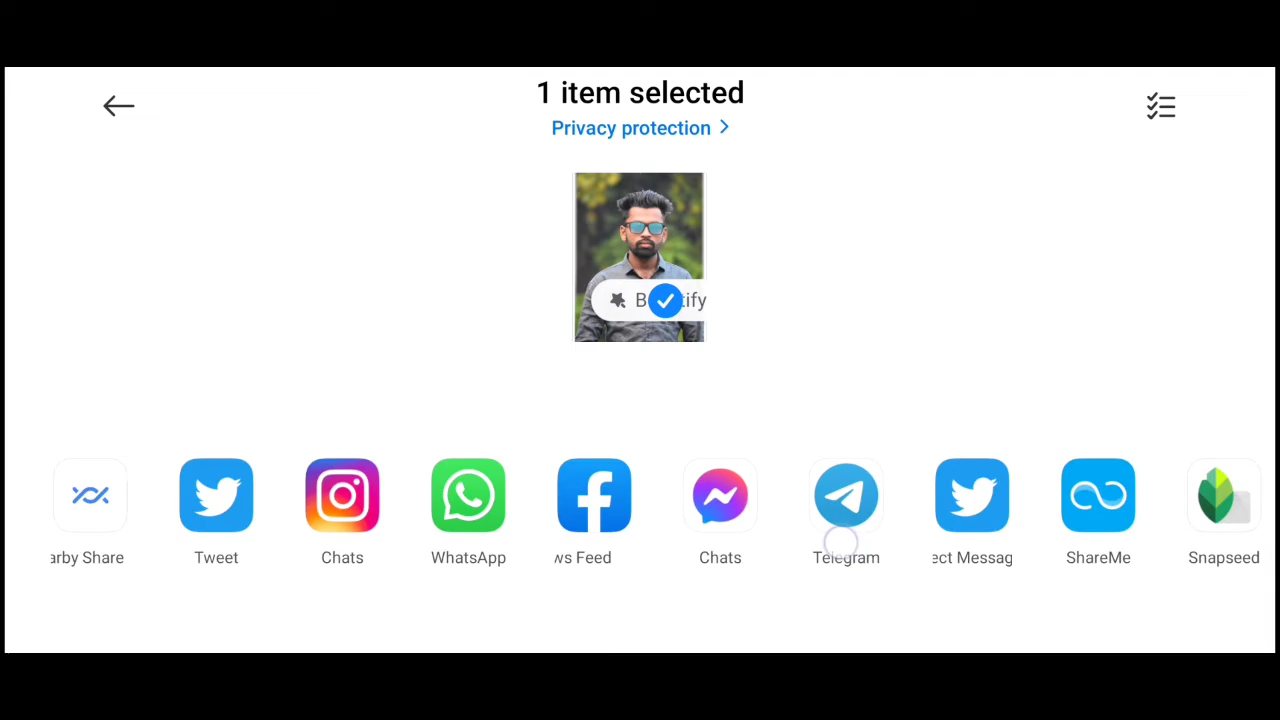 1 item selected
Privacy protection
arby Share
Tweet
Chats
WhatsApp
ws Feed
Chats
Telegram
ect Messag
ShareMe
Snapseed